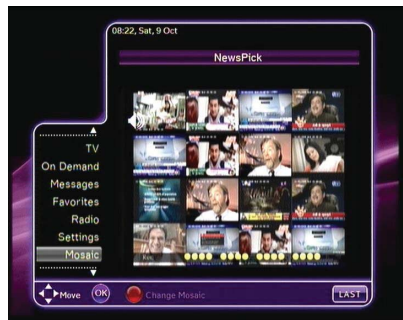 08:22, Sat, 9 Oct
NewsPick
TV
On Demand
Messages
Favorites
Radio
Settings
Mosaic
Move
OK
Change Mosaic
LAST